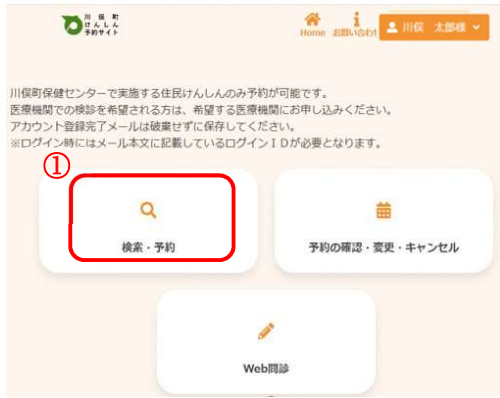 川俣町
けんしん
予約サイト
Home
お問い合わせ
川俣 太郎様
川俣町保健センターで実施する住民けんしんのみ予約が可能です。
医療機関での検診を希望される方は、希望する医療機関にお申し込みください。
アカウント登録完了メールは破棄せずに保存してください。
※ログイン時にはメール本文に記載しているログインＩＤが必要となります。
①
検索・予約
予約の確認・変更・キャンセル
Web問診